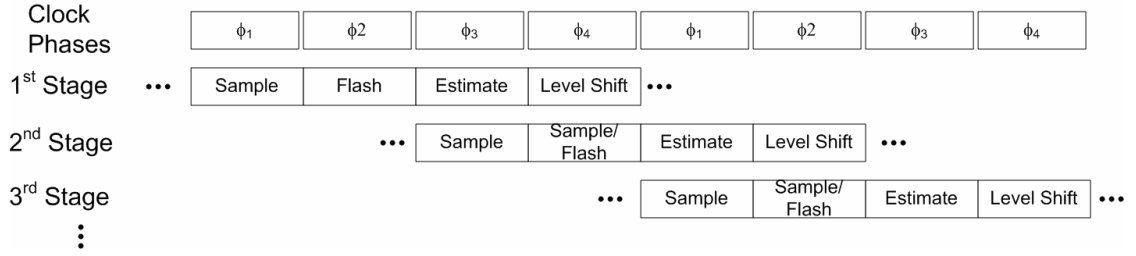 Clock Phases ϕ₁ ϕ2 ϕ₃ ϕ₄ ϕ₁ ϕ2 ϕ₃ ϕ₄
1st Stage ••• Sample Flash Estimate Level Shift •••
2nd Stage ••• Sample Sample/ Flash Estimate Level Shift •••
3rd Stage ••• Sample Sample/ Flash Estimate Level Shift •••